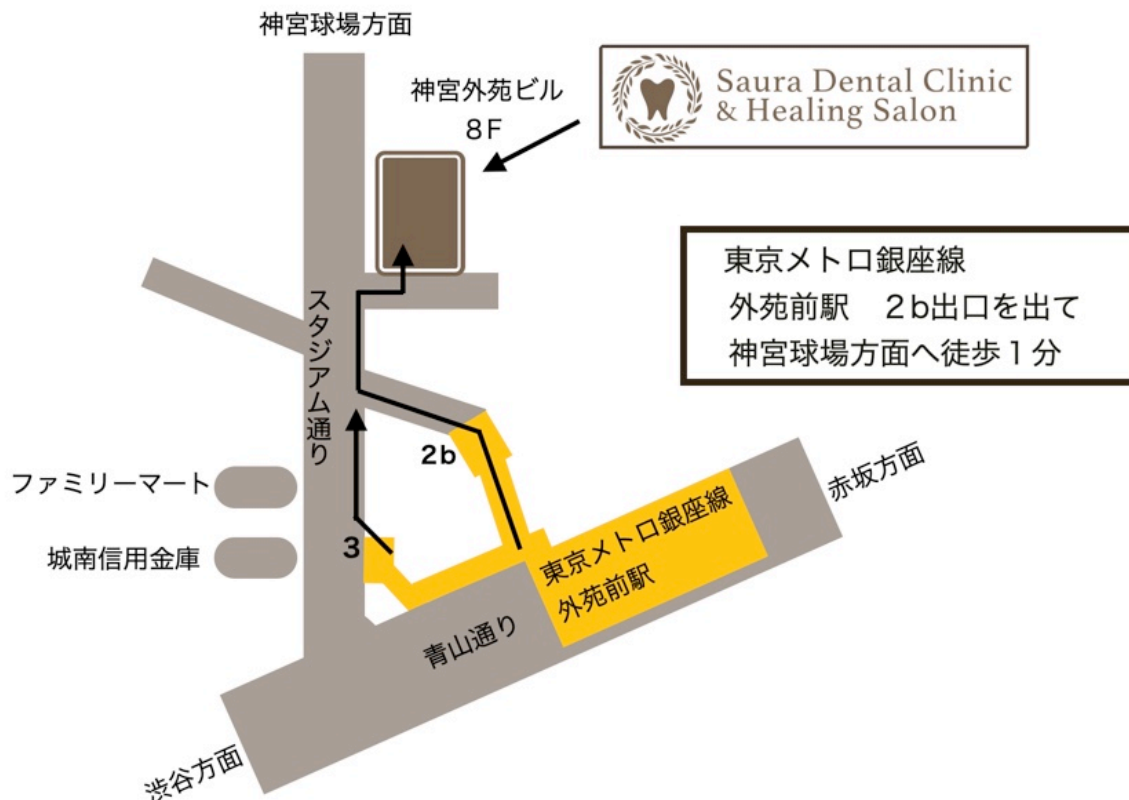 神宮球場方面
神宮外苑ビル
8F
Saura Dental Clinic
& Healing Salon
東京メトロ銀座線
外苑前駅　2b出口を出て
神宮球場方面へ徒歩1分
スタジアム通り
2b
ファミリーマート
3
城南信用金庫
赤坂方面
東京メトロ銀座線
外苑前駅
青山通り
渋谷方面